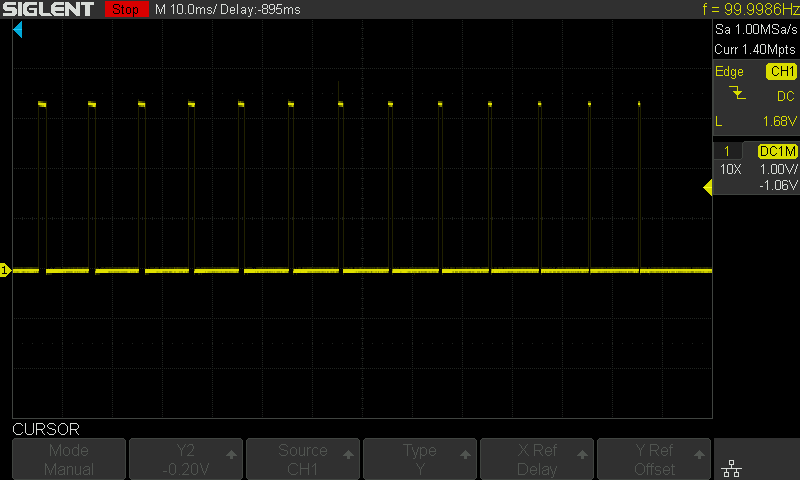 SIGLENT Stop M 10.0ms/ Delay:-895ms f = 99.9986Hz
Sa 1.00MSa/s
Curr 1.40Mpts
Edge CH1
DC
L 1.68V
1 DC1M
10X 1.00V/
-1.06V
1
CURSOR
Mode Y2 Source Type X Ref Y Ref
Manual -0.20V CH1 Y Delay Offset